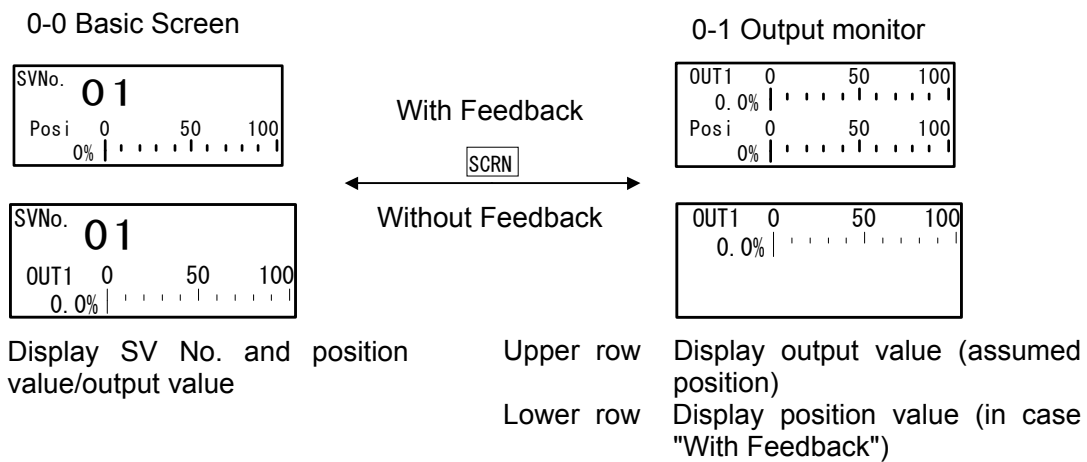 0-0 Basic Screen
SVNo. 01
Posi 0 50 100
0%
SVNo. 01
OUT1 0 50 100
0.0%
Display SV No. and position
value/output value
With Feedback
SCRN
Without Feedback
0-1 Output monitor
OUT1 0 50 100
0.0%
Posi 0 50 100
0%
OUT1 0 50 100
0.0%
Upper row Display output value (assumed
position)
Lower row Display position value (in case
"With Feedback")